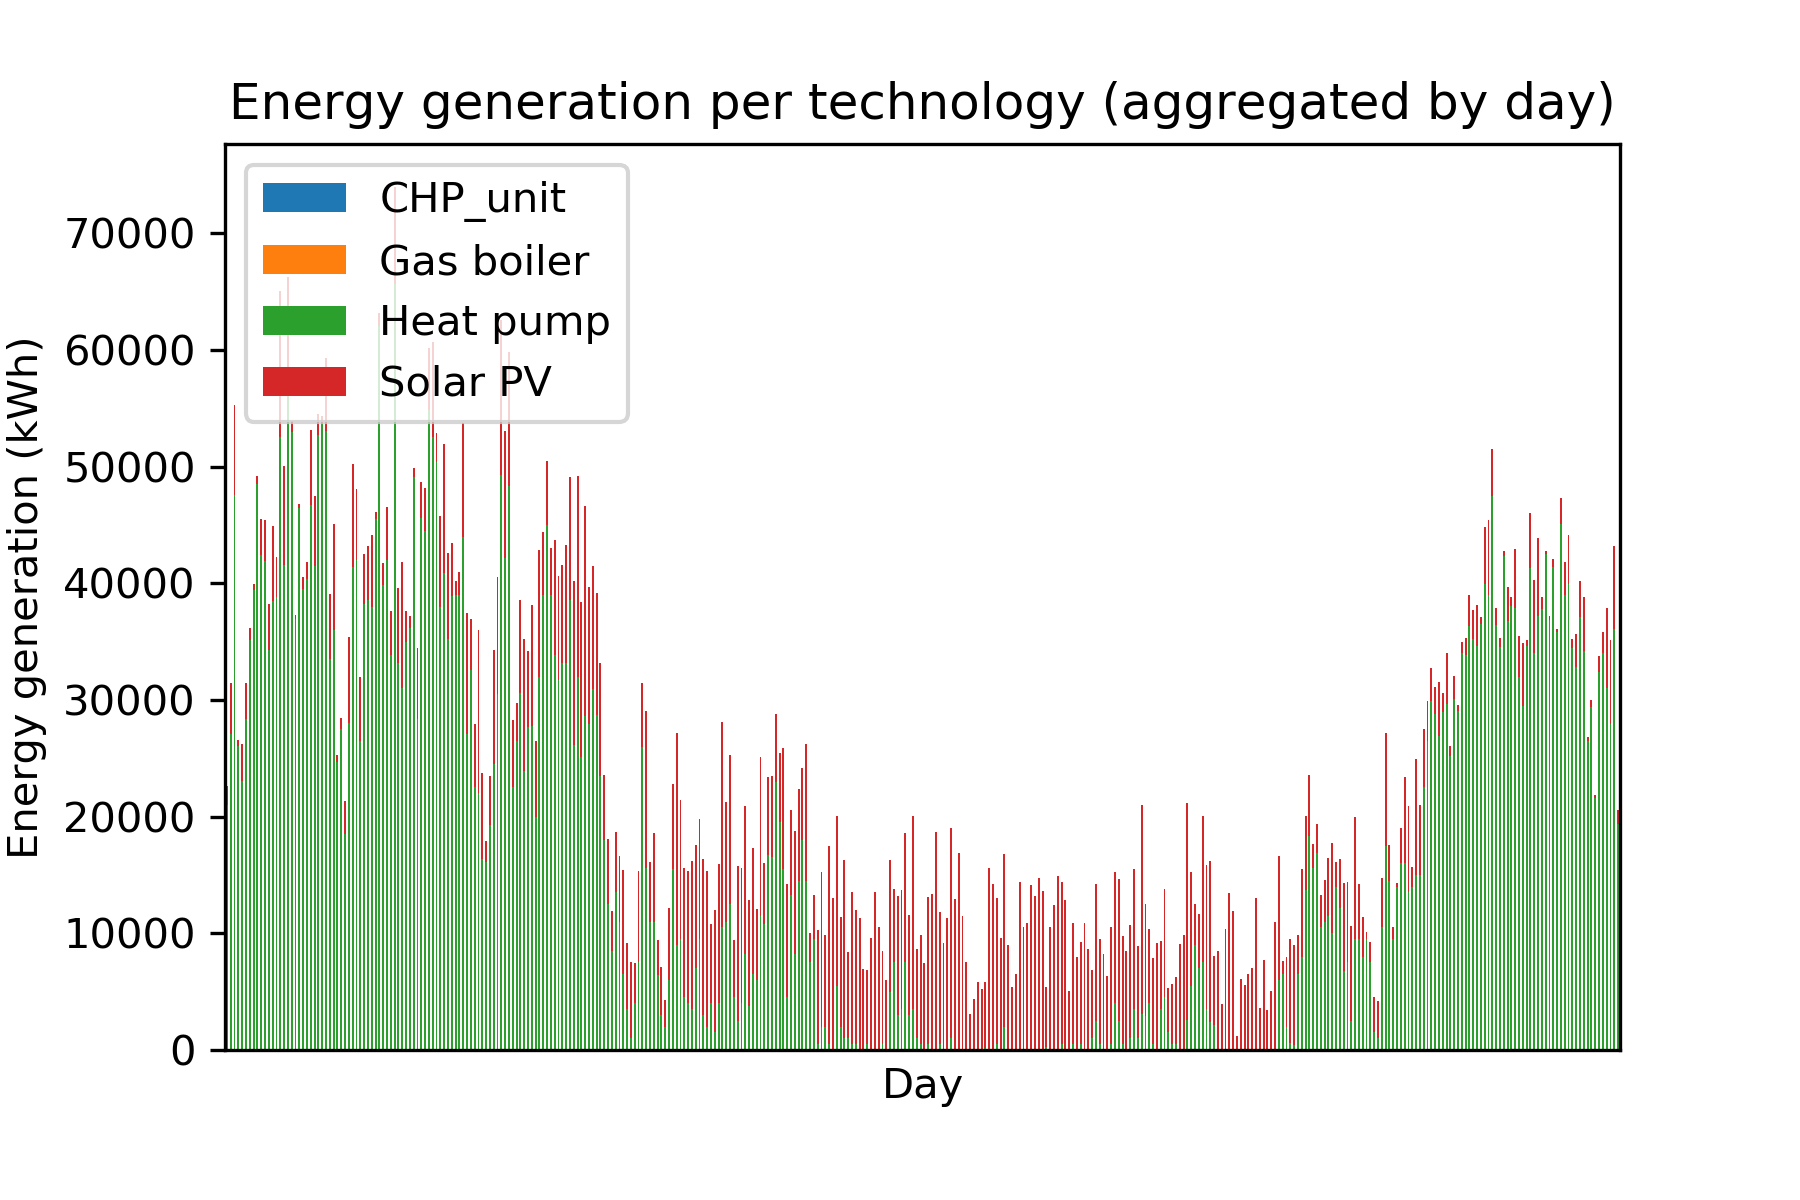 Energy generation per technology (aggregated by day)
CHP_unit
Gas boiler
Heat pump
Solar PV
70000
60000
50000
40000
30000
20000
10000
0
Energy generation (kWh)
Day